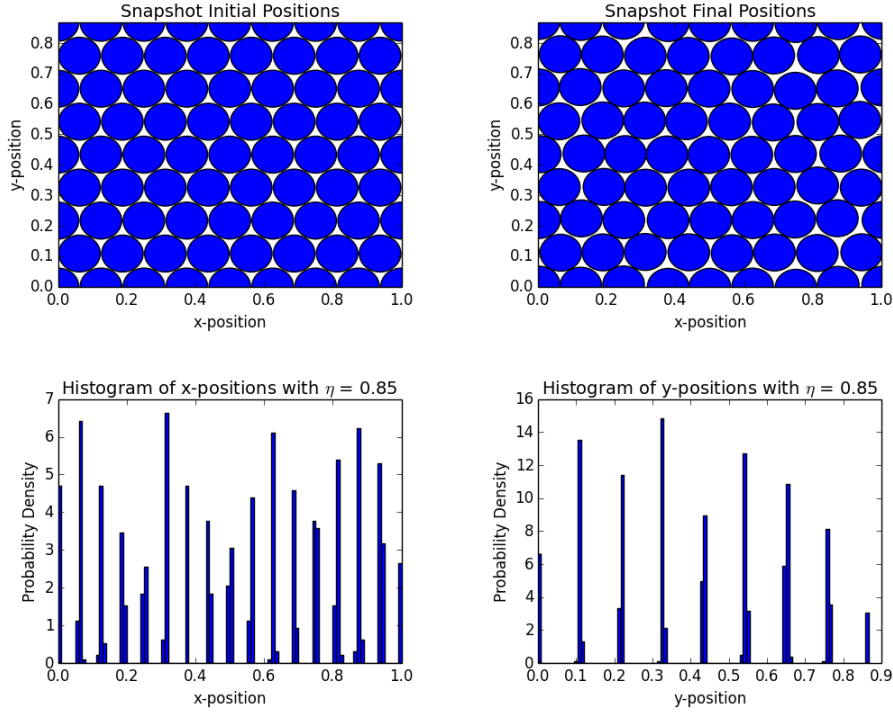 Snapshot Initial Positions
0.8
0.7
0.6
0.5
0.4
0.3
0.2
0.1
0.0
y-position
0.0 0.2 0.4 0.6 0.8 1.0
x-position
Snapshot Final Positions
0.8
0.7
0.6
0.5
0.4
0.3
0.2
0.1
0.0
y-position
0.0 0.2 0.4 0.6 0.8 1.0
x-position
Histogram of x-positions with η = 0.85
7
6
5
4
3
2
1
0
Probability Density
0.0 0.2 0.4 0.6 0.8 1.0
x-position
Histogram of y-positions with η = 0.85
16
14
12
10
8
6
4
2
0
Probability Density
0.0 0.1 0.2 0.3 0.4 0.5 0.6 0.7 0.8 0.9
y-position